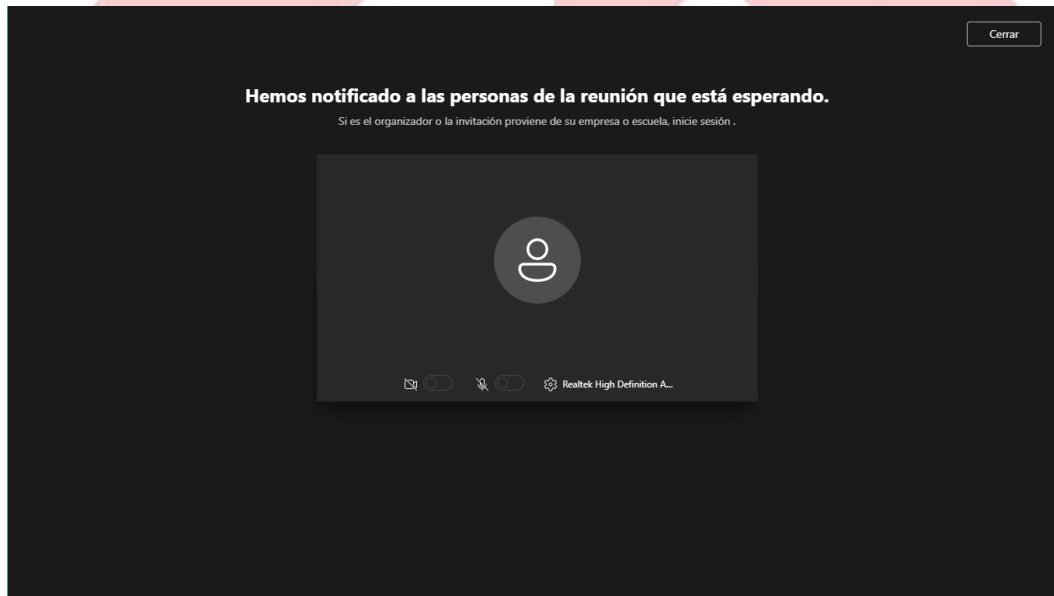 Cerrar
Hemos notificado a las personas de la reunión que está esperando.
Si es el organizador o la invitación proviene de su empresa o escuela, inicie sesión .
Realtek High Definition A...